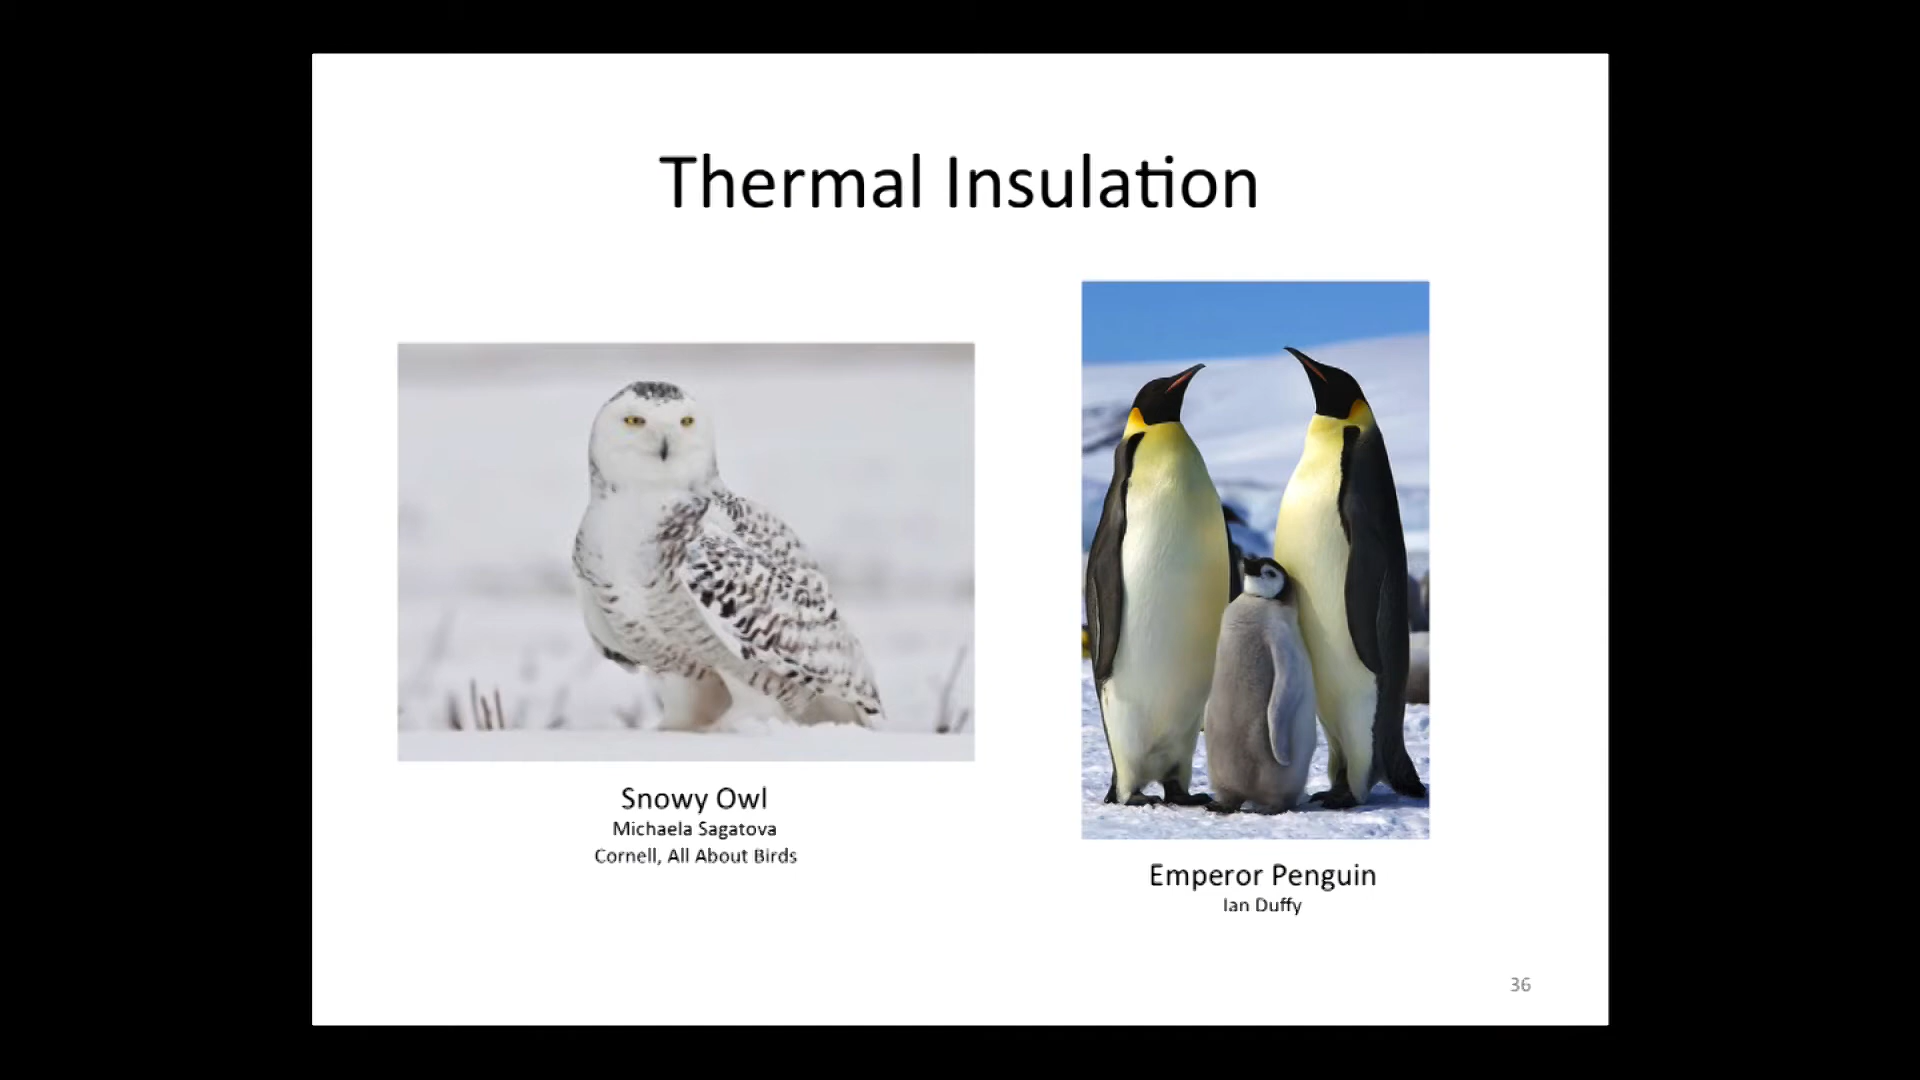 Thermal Insulation
Snowy Owl
Michaela Sagatova
Cornell, All About Birds
Emperor Penguin
Ian Duffy
36